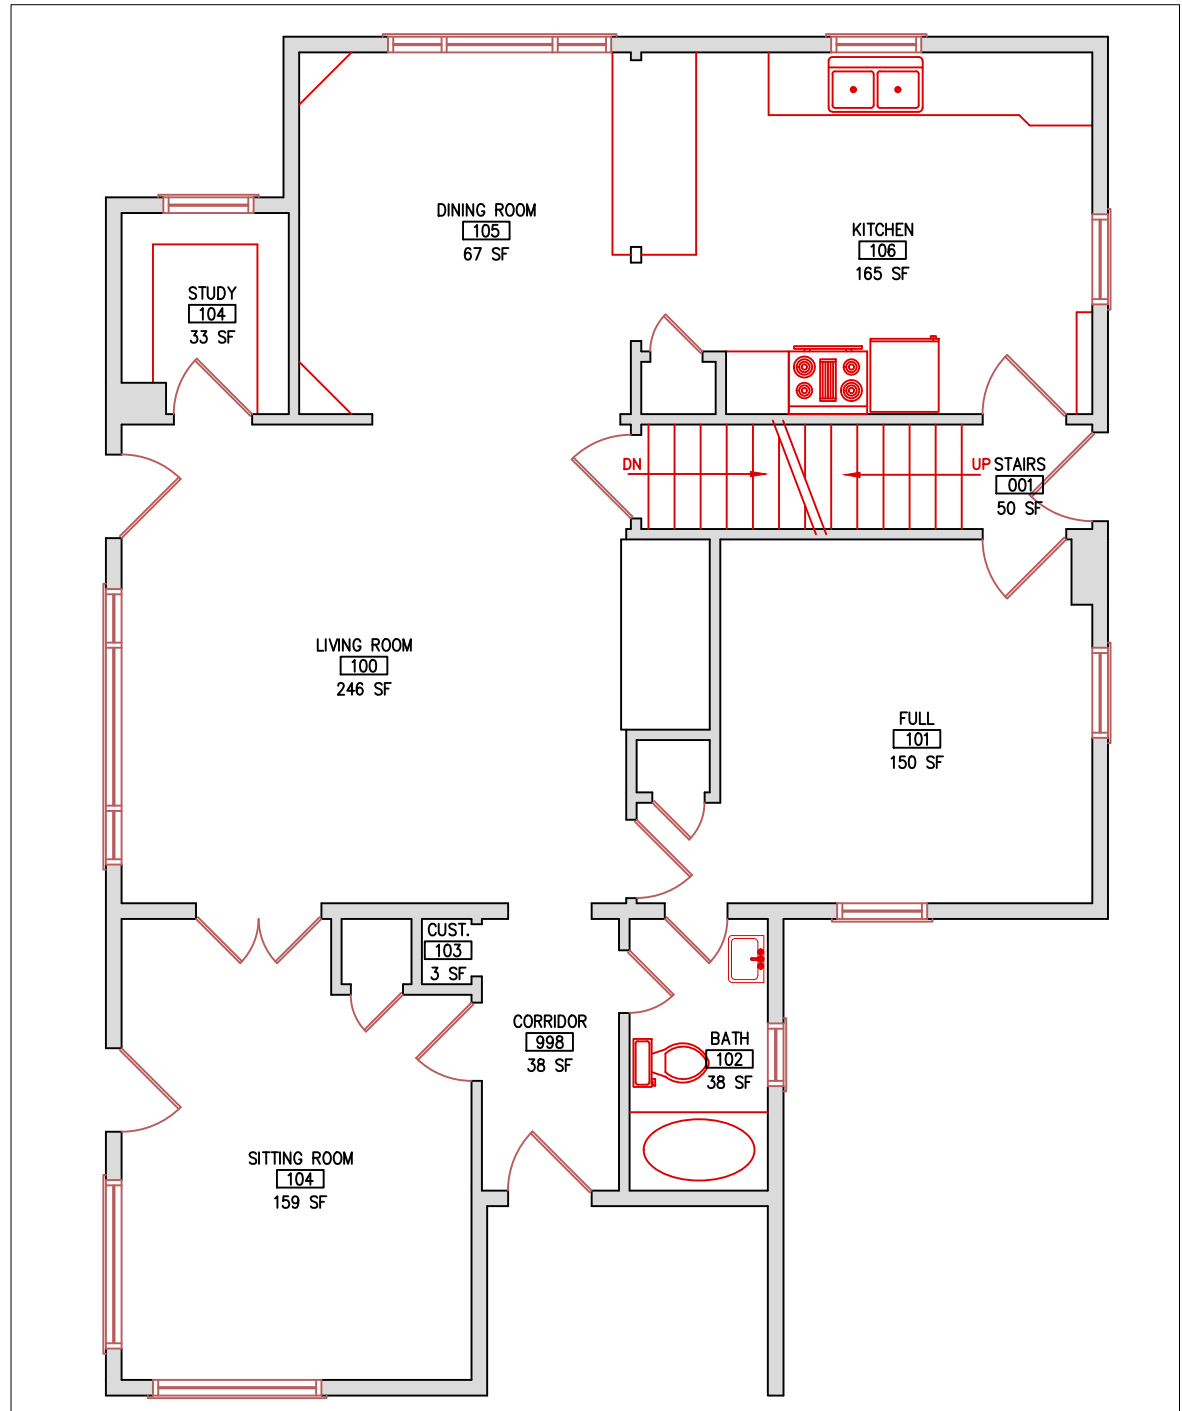 DINING ROOM
105
67 SF
KITCHEN
106
165 SF
STUDY
104
33 SF
DN
UP
STAIRS
001
50 SF
LIVING ROOM
100
246 SF
FULL
101
150 SF
CUST.
103
3 SF
CORRIDOR
998
38 SF
BATH
102
38 SF
SITTING ROOM
104
159 SF